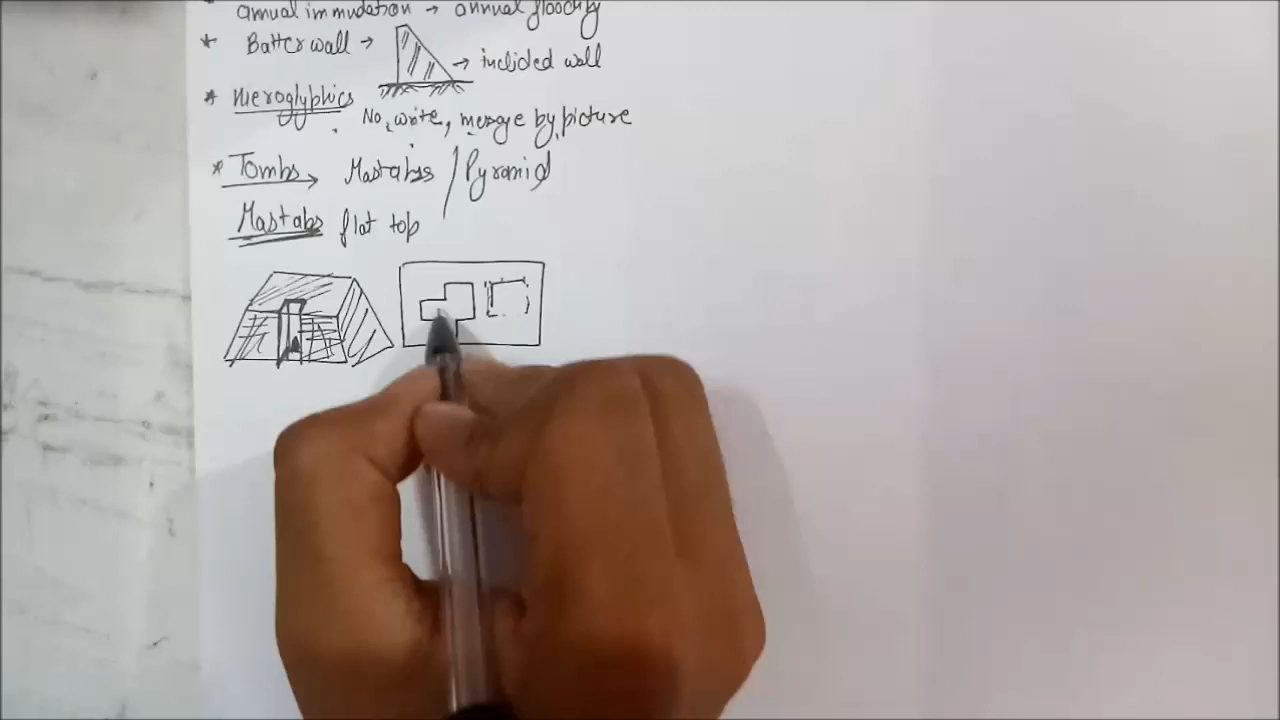 * annual immudation → annual flooding
* Batter wall → → inclided wall
* Hieroglyphics
No, write, message by picture
* Tombs → Mastabs / Pyramid
Mastabs flat top